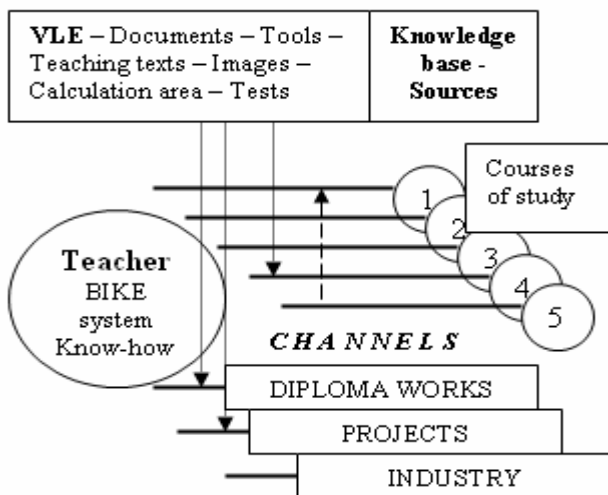 VLE – Documents – Tools –
Teaching texts – Images –
Calculation area – Tests
Knowledge
base -
Sources
Courses
of study
1
2
3
4
5
Teacher
BIKE
system
Know-how
CHANNELS
DIPLOMA WORKS
PROJECTS
INDUSTRY